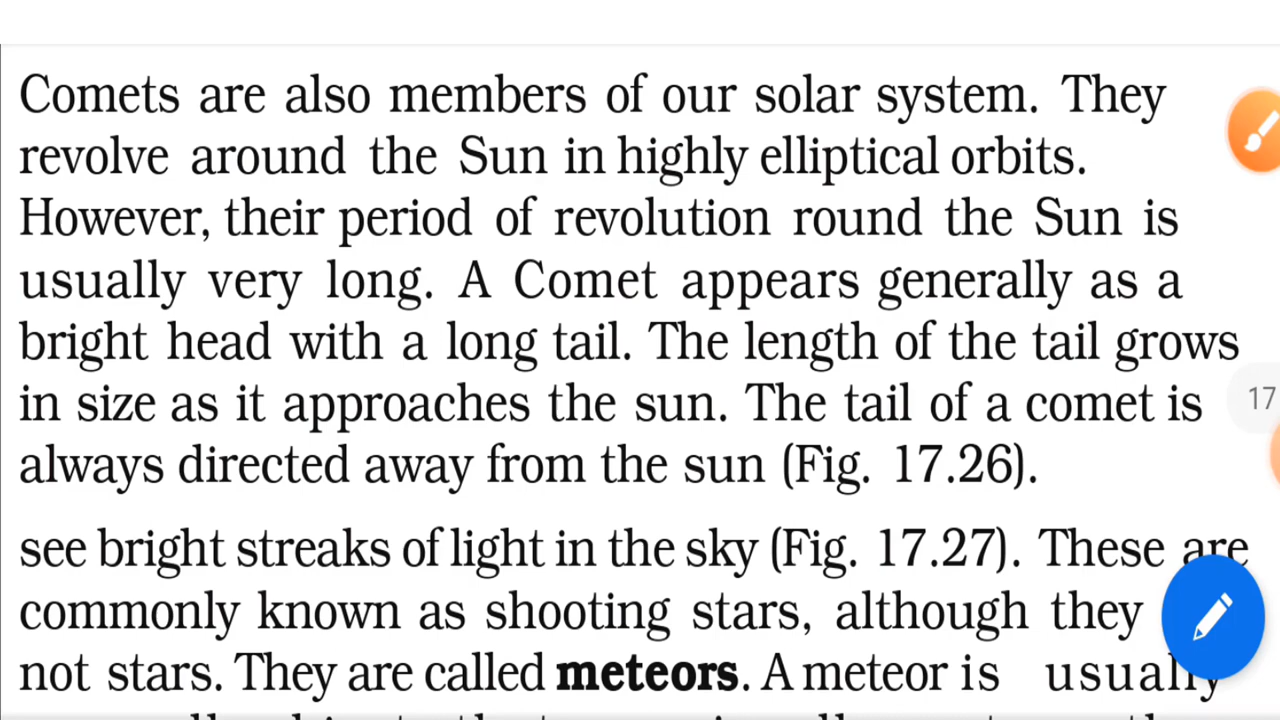 Comets are also members of our solar system. They
revolve around the Sun in highly elliptical orbits.
However, their period of revolution round the Sun is
usually very long. A Comet appears generally as a
bright head with a long tail. The length of the tail grows
in size as it approaches the sun. The tail of a comet is
17
always directed away from the sun (Fig. 17.26).
see bright streaks of light in the sky (Fig. 17.27). These are
commonly known as shooting stars, although they
not stars. They are called meteors. A meteor is usually